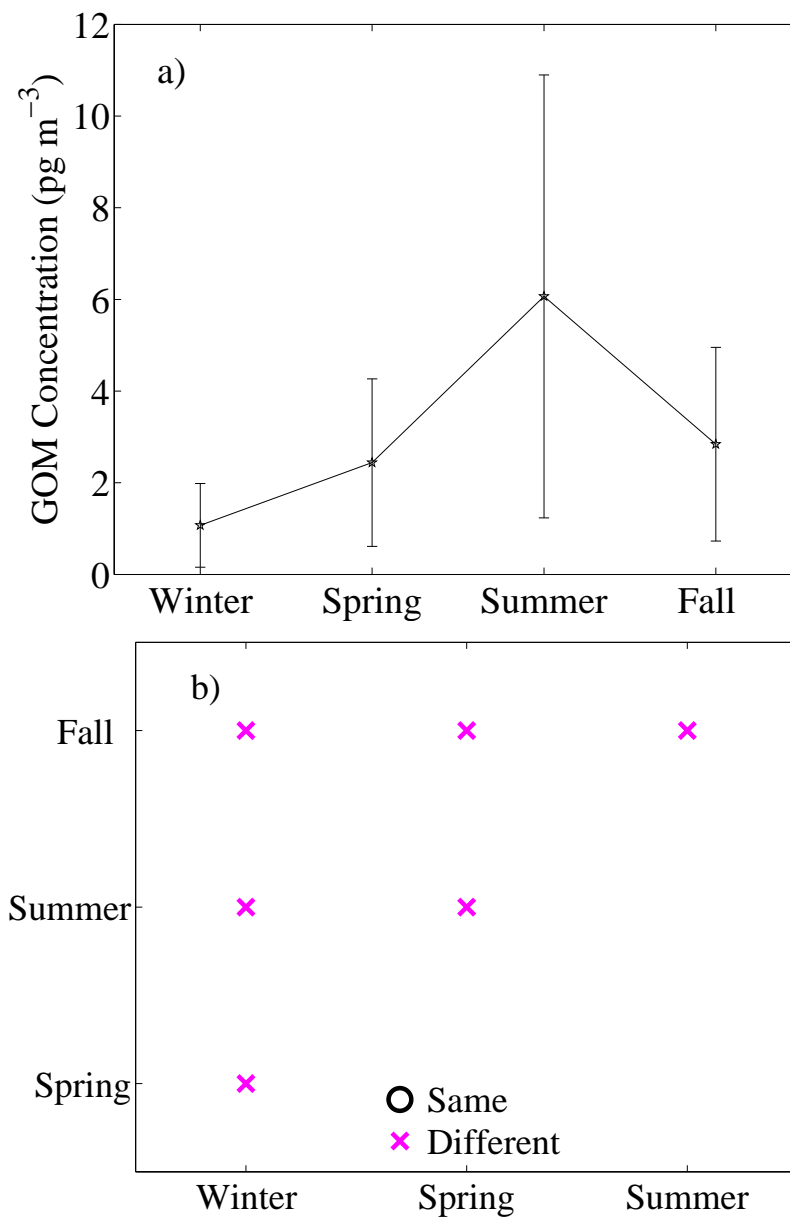 12
a)
10
8
6
4
2
0
GOM Concentration (pg m⁻³)
Winter Spring Summer Fall
b)
Fall
Summer
Spring
Same
Different
Winter Spring Summer